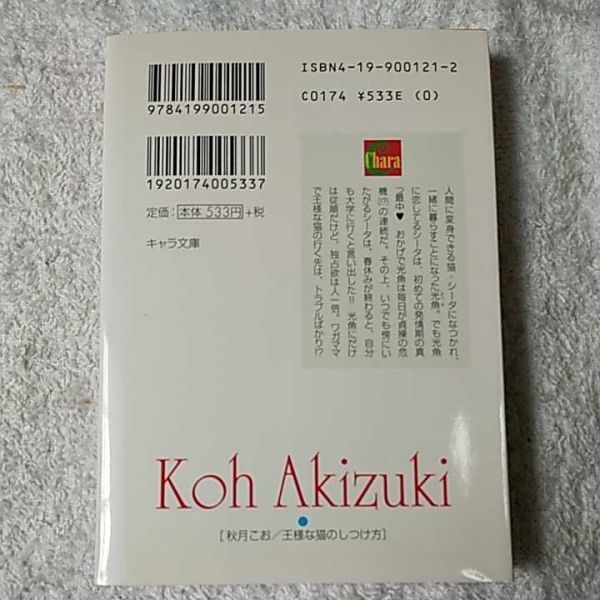 ISBN4-19-900121-2
C0174 ¥533E (0)
9784199001215
1920174005337
定価：本体 533円+税
キャラ文庫
Chara
人間に変身できる猫・シータになつかれ、
一緒に暮らすことになった光魚。でも光魚
に恋してるシータは、初めての発情期の真
っ最中♥ おかげで光魚は毎日が貞操の危
機(!?)の連続だ。その上、いつでも傍にい
たがるシータは、春休みが終わると、自分
も大学に行くと言い出した!! 光魚にだけ
は従順だけど、独占欲は人一倍。ワガママ
で王様な猫の行く先は、トラブルばかり!?
Koh Akizuki
[秋月こお／王様な猫のしつけ方]